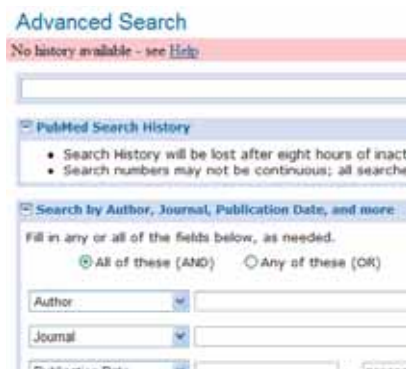 Advanced Search
No history available - see Help
PubMed Search History
• Search History will be lost after eight hours of inact
• Search numbers may not be continuous; all searche
Search by Author, Journal, Publication Date, and more
Fill in any or all of the fields below, as needed.
All of these (AND) Any of these (OR)
Author
Journal
Publication Date